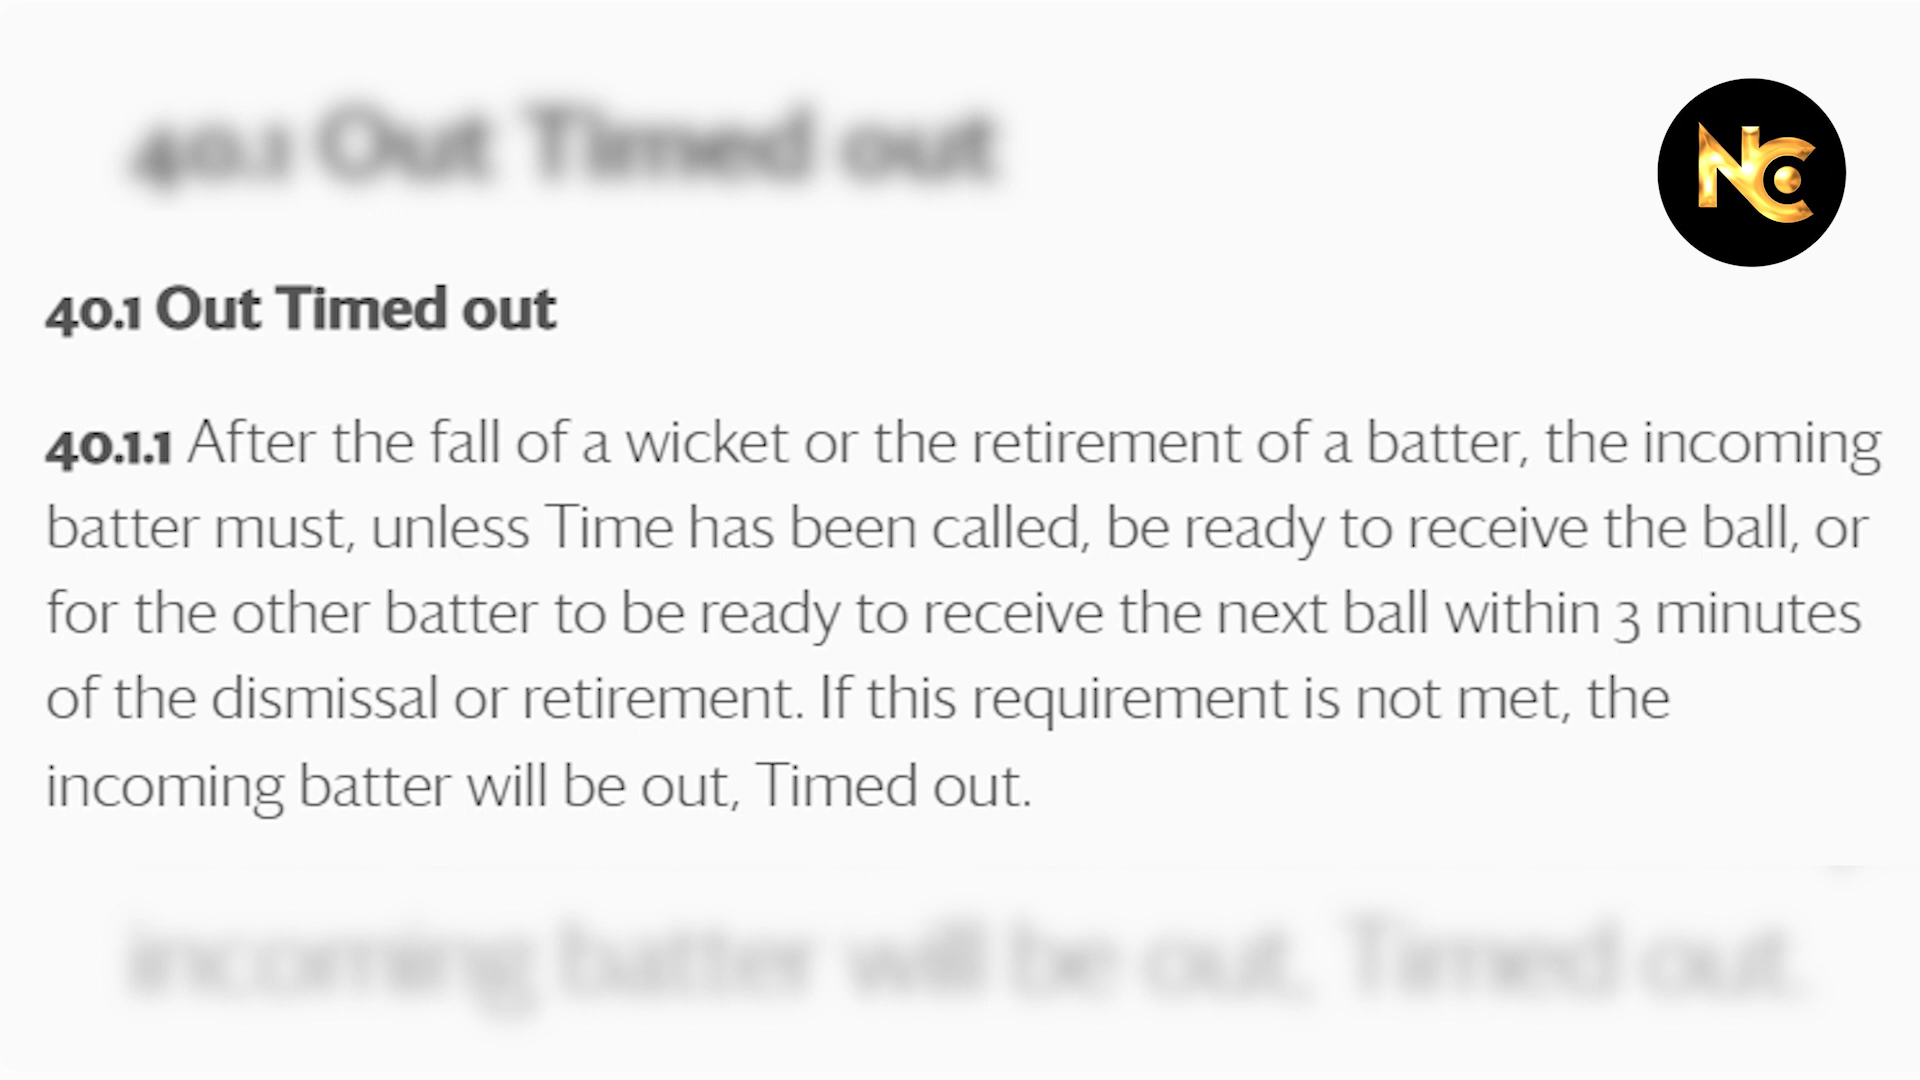 40.1 Out Timed out
NC
40.1 Out Timed out
40.1.1 After the fall of a wicket or the retirement of a batter, the incoming
batter must, unless Time has been called, be ready to receive the ball, or
for the other batter to be ready to receive the next ball within 3 minutes
of the dismissal or retirement. If this requirement is not met, the
incoming batter will be out, Timed out.
incoming batter will be out, Timed out.